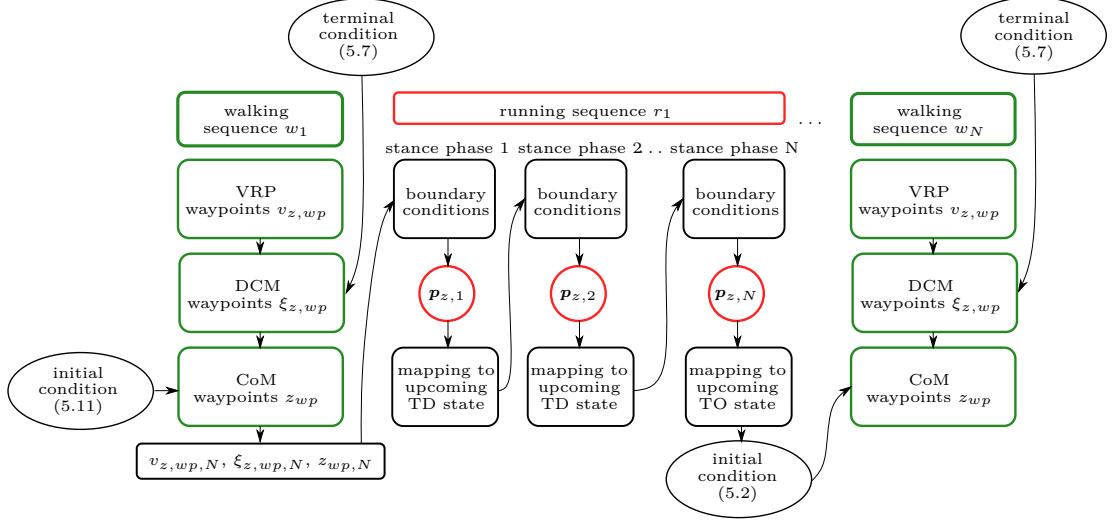 terminal
condition
(5.7)
terminal
condition
(5.7)
walking
sequence w₁
running sequence r₁
...
walking
sequence w_N
stance phase 1 stance phase 2 .. stance phase N
VRP
waypoints v_{z,wp}
boundary
conditions
boundary
conditions
boundary
conditions
VRP
waypoints v_{z,wp}
DCM
waypoints ξ_{z,wp}
p_{z,1}
p_{z,2}
p_{z,N}
DCM
waypoints ξ_{z,wp}
initial
condition
(5.11)
CoM
waypoints z_{wp}
mapping to
upcoming
TD state
mapping to
upcoming
TD state
mapping to
upcoming
TO state
CoM
waypoints z_{wp}
v_{z,wp,N}, ξ_{z,wp,N}, z_{wp,N}
initial
condition
(5.2)